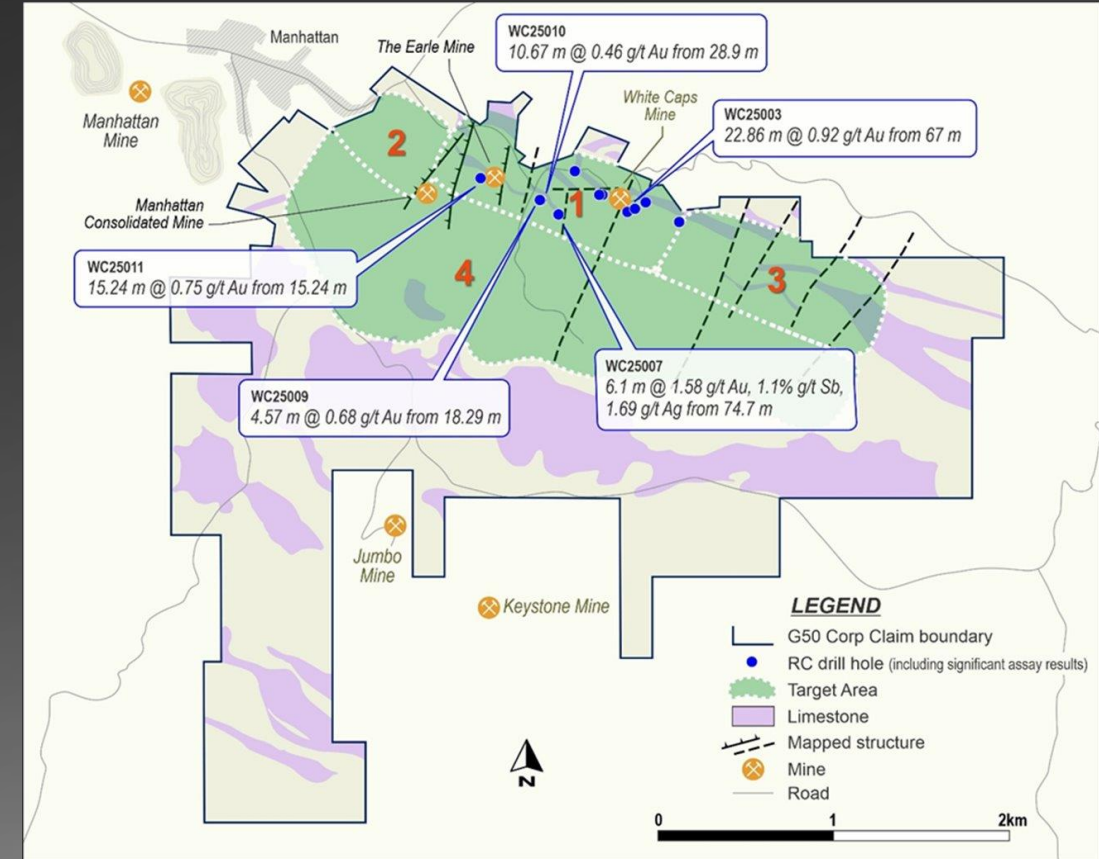 Manhattan
The Earle Mine
WC25010
10.67 m @ 0.46 g/t Au from 28.9 m
White Caps
Mine
WC25003
22.86 m @ 0.92 g/t Au from 67 m
Manhattan
Mine
2
1
Manhattan
Consolidated Mine
WC25011
15.24 m @ 0.75 g/t Au from 15.24 m
4
3
WC25009
4.57 m @ 0.68 g/t Au from 18.29 m
WC25007
6.1 m @ 1.58 g/t Au, 1.1% g/t Sb,
1.69 g/t Ag from 74.7 m
Jumbo
Mine
Keystone Mine
LEGEND
G50 Corp Claim boundary
RC drill hole (including significant assay results)
Target Area
Limestone
Mapped structure
Mine
Road
N
0 1 2km